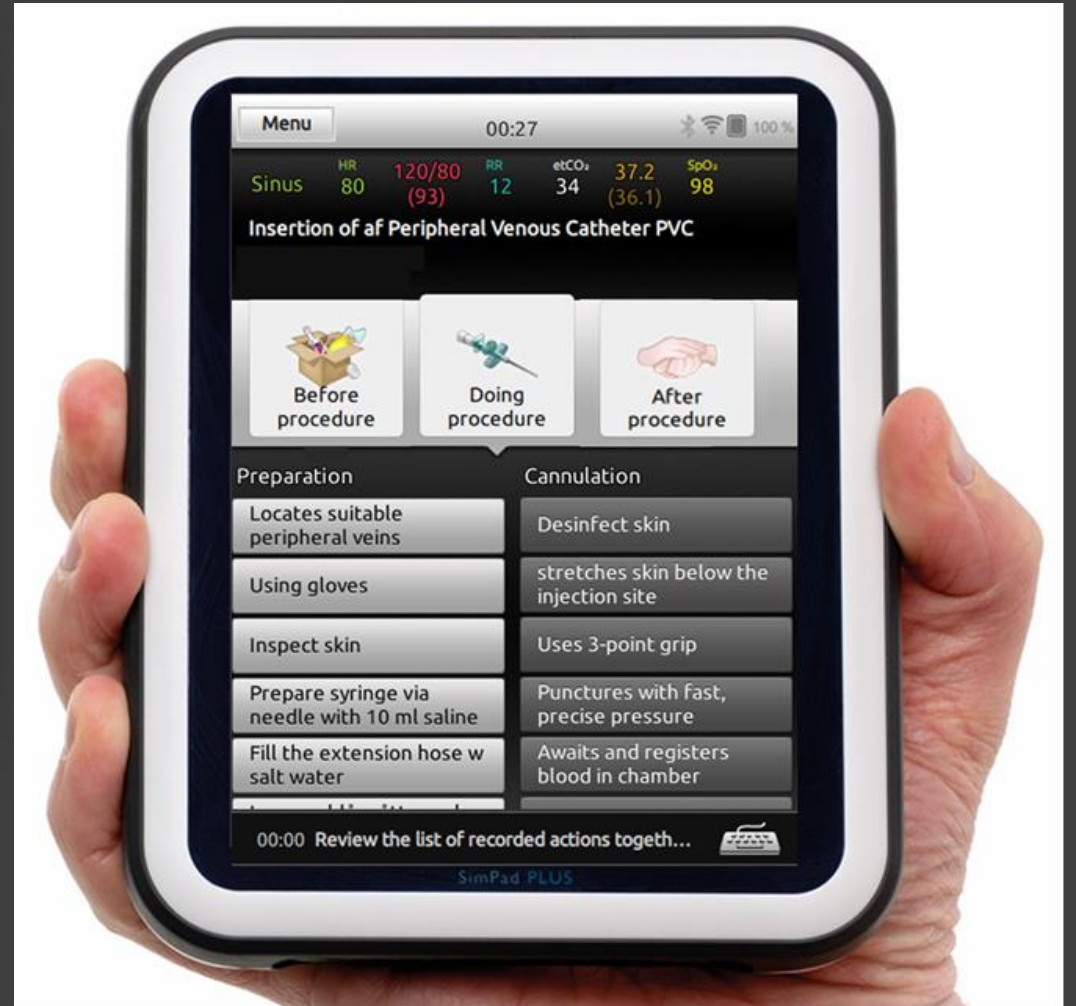 Menu
00:27
100 %
Sinus
HR
80
120/80
(93)
RR
12
etCO₂
34
37.2
(36.1)
SpO₂
98
Insertion of af Peripheral Venous Catheter PVC
Before
procedure
Doing
procedure
After
procedure
Preparation
Locates suitable
peripheral veins
Using gloves
Inspect skin
Prepare syringe via
needle with 10 ml saline
Fill the extension hose w
salt water
Cannulation
Desinfect skin
stretches skin below the
injection site
Uses 3-point grip
Punctures with fast,
precise pressure
Awaits and registers
blood in chamber
00:00 Review the list of recorded actions togeth...
SimPad PLUS